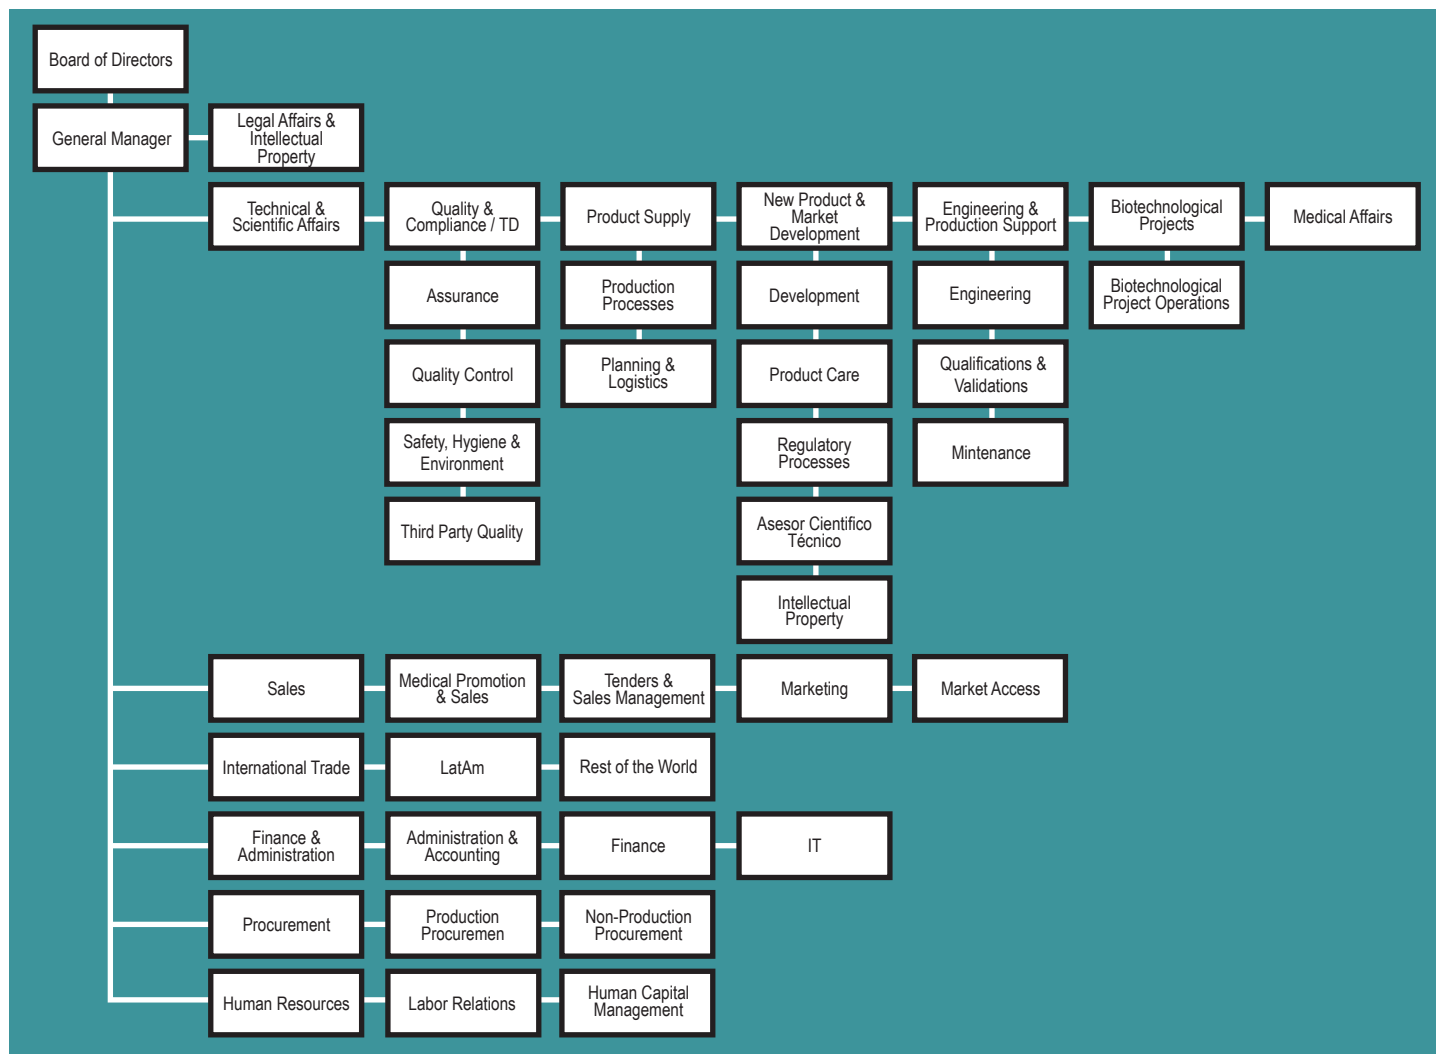 Board of Directors
General Manager
Legal Affairs &
Intellectual
Property
Technical &
Scientific Affairs
Quality &
Compliance / TD
Product Supply
New Product &
Market
Development
Engineering &
Production Support
Biotechnological
Projects
Medical Affairs
Assurance
Production
Processes
Development
Engineering
Biotechnological
Project Operations
Quality Control
Planning &
Logistics
Product Care
Qualifications &
Validations
Safety, Hygiene &
Environment
Regulatory
Processes
Mintenance
Third Party Quality
Asesor Cientifico
Técnico
Intellectual
Property
Sales
Medical Promotion
& Sales
Tenders &
Sales Management
Marketing
Market Access
International Trade
LatAm
Rest of the World
Finance &
Administration
Administration &
Accounting
Finance
IT
Procurement
Production
Procuremen
Non-Production
Procurement
Human Resources
Labor Relations
Human Capital
Management